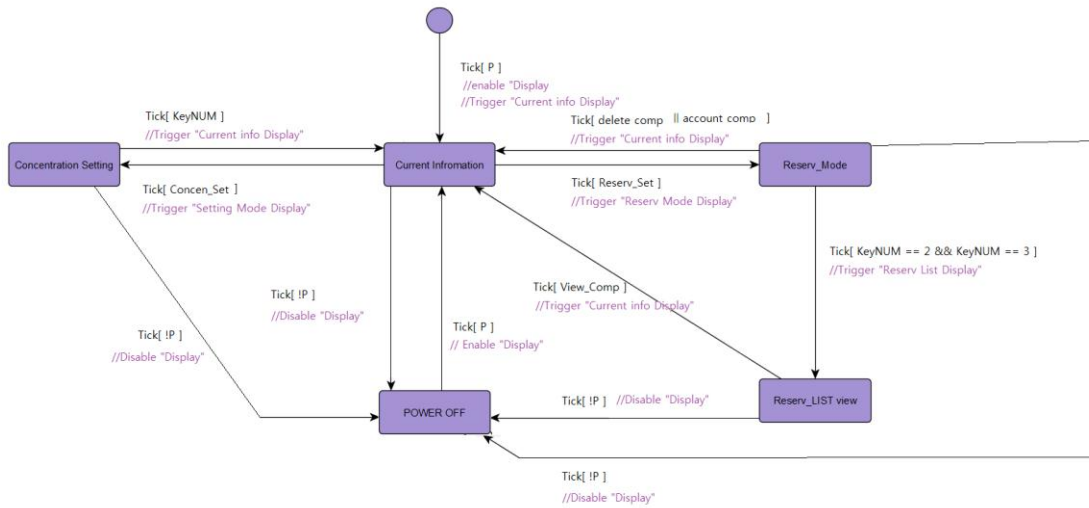 Tick[ P ]
//enable "Display
//Trigger "Current info Display"
Tick[ KeyNUM ]
//Trigger "Current info Display"
Tick[ delete comp || account comp ]
//Trigger "Current info Display"
Concentration Setting
Current Infromation
Reserv_Mode
Tick[ Concen_Set ]
//Trigger "Setting Mode Display"
Tick[ Reserv_Set ]
//Trigger "Reserv Mode Display"
Tick[ KeyNUM == 2 && KeyNUM == 3 ]
//Trigger "Reserv List Display"
Tick[ !P ]
//Disable "Display"
Tick[ View_Comp ]
//Trigger "Current info Display"
Tick[ P ]
// Enable "Display"
Tick[ !P ]
//Disable "Display"
POWER OFF
Tick[ !P ] //Disable "Display"
Reserv_LIST view
Tick[ !P ]
//Disable "Display"